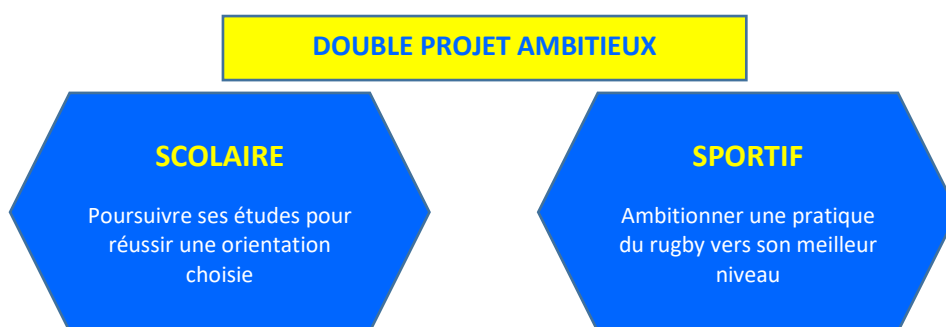 DOUBLE PROJET AMBITIEUX
SCOLAIRE
Poursuivre ses études pour
réussir une orientation
choisie
SPORTIF
Ambitionner une pratique
du rugby vers son meilleur
niveau